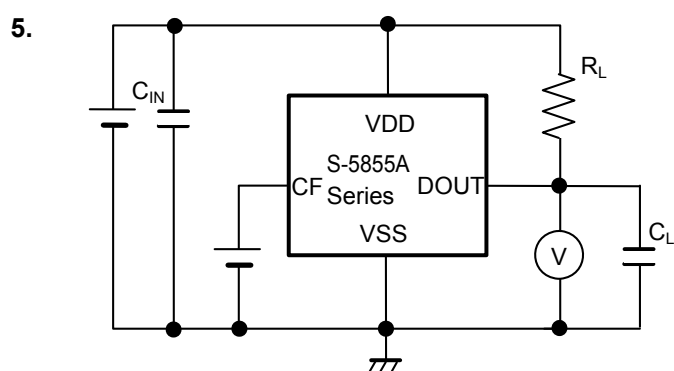 5.
R_L
C_IN
VDD
S-5855A
CF Series DOUT
VSS
V
C_L